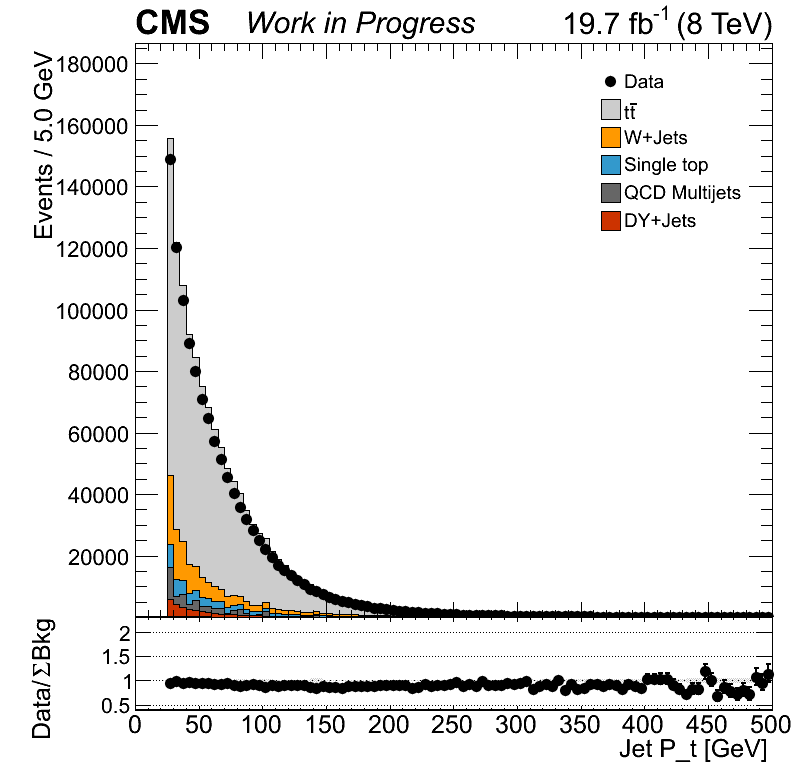 CMS Work in Progress 19.7 fb⁻¹ (8 TeV)
Events / 5.0 GeV
180000
160000
140000
120000
100000
80000
60000
40000
20000
Data
tt̅
W+Jets
Single top
QCD Multijets
DY+Jets
Data/ΣBkg
2
1.5
1
0.5
0 50 100 150 200 250 300 350 400 450 500
Jet P_t [GeV]